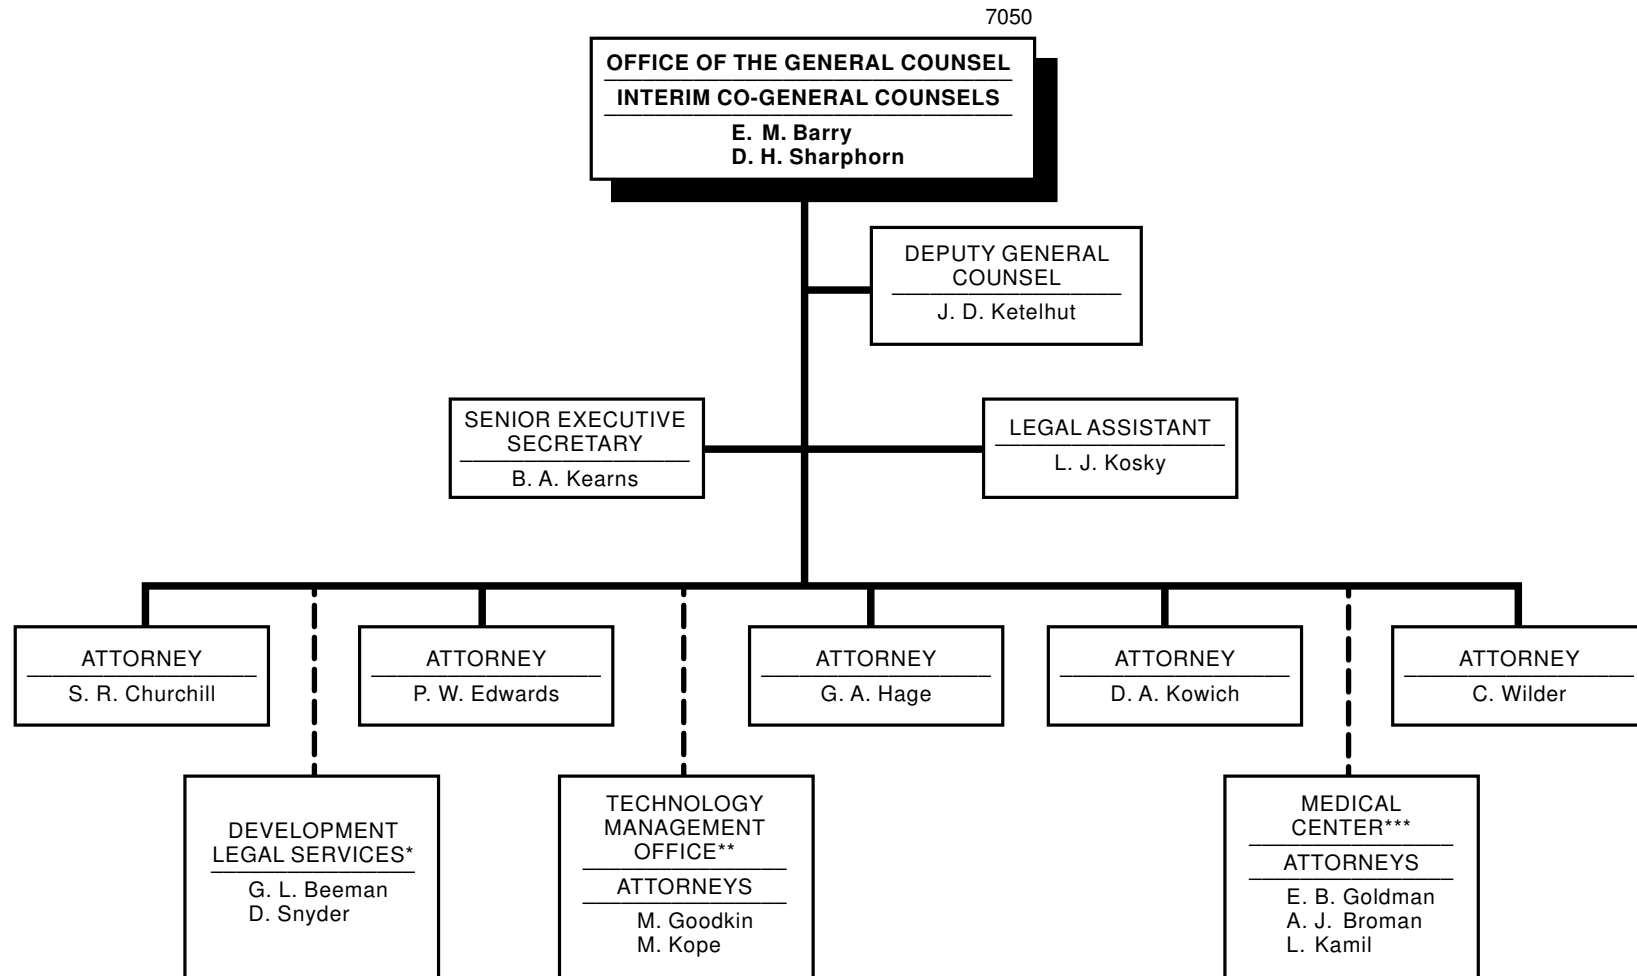 7050
OFFICE OF THE GENERAL COUNSEL
INTERIM CO-GENERAL COUNSELS
E. M. Barry
D. H. Sharphorn
DEPUTY GENERAL
COUNSEL
J. D. Ketelhut
SENIOR EXECUTIVE
SECRETARY
B. A. Kearns
LEGAL ASSISTANT
L. J. Kosky
ATTORNEY
S. R. Churchill
ATTORNEY
P. W. Edwards
ATTORNEY
G. A. Hage
ATTORNEY
D. A. Kowich
ATTORNEY
C. Wilder
DEVELOPMENT
LEGAL SERVICES*
G. L. Beeman
D. Snyder
TECHNOLOGY
MANAGEMENT
OFFICE**
ATTORNEYS
M. Goodkin
M. Kope
MEDICAL
CENTER***
ATTORNEYS
E. B. Goldman
A. J. Broman
L. Kamil